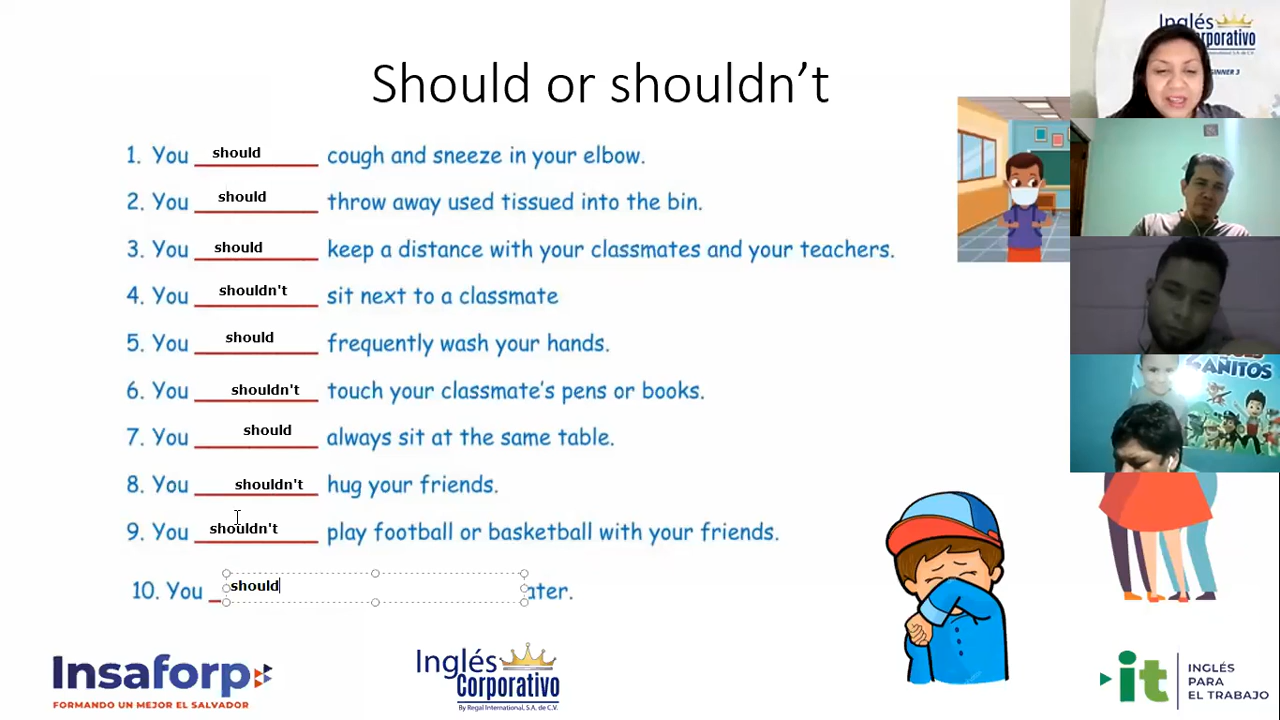 Should or shouldn't
1. You should cough and sneeze in your elbow.
2. You should throw away used tissued into the bin.
3. You should keep a distance with your classmates and your teachers.
4. You shouldn't sit next to a classmate
5. You should frequently wash your hands.
6. You shouldn't touch your classmate's pens or books.
7. You should always sit at the same table.
8. You shouldn't hug your friends.
9. You shouldn't play football or basketball with your friends.
10. You should
Insaforp
FORMANDO UN MEJOR EL SALVADOR
Inglés
Corporativo
By Regal International, S.A. de C.V.
it
INGLÉS
PARA
EL TRABAJO
Inglés